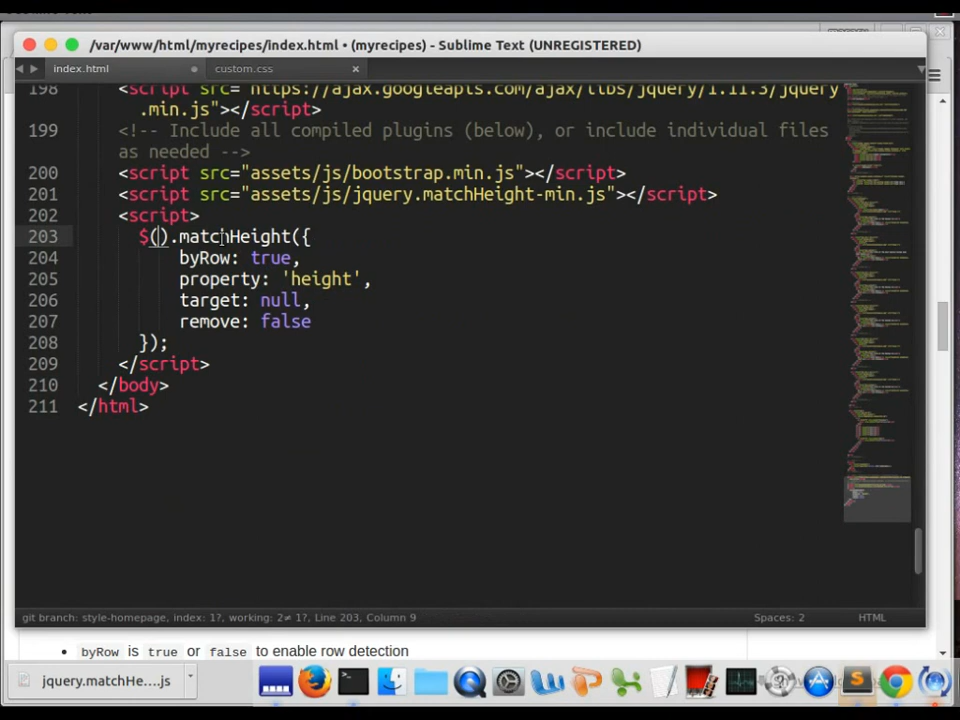 /var/www/html/myrecipes/index.html • (myrecipes) - Sublime Text (UNREGISTERED)
index.html
custom.css
198 <script src="https://ajax.googleapis.com/ajax/libs/jquery/1.11.3/jquery
.min.js"></script>
199 <!-- Include all compiled plugins (below), or include individual files
as needed -->
200 <script src="assets/js/bootstrap.min.js"></script>
201 <script src="assets/js/jquery.matchHeight-min.js"></script>
202 <script>
203 $().matchHeight({
204 byRow: true,
205 property: 'height',
206 target: null,
207 remove: false
208 });
209 </script>
210 </body>
211 </html>
git branch: style-homepage, index: 1?, working: 2≠ 1?, Line 203, Column 9
Spaces: 2
HTML
byRow is true or false to enable row detection
jquery.matchHe....js